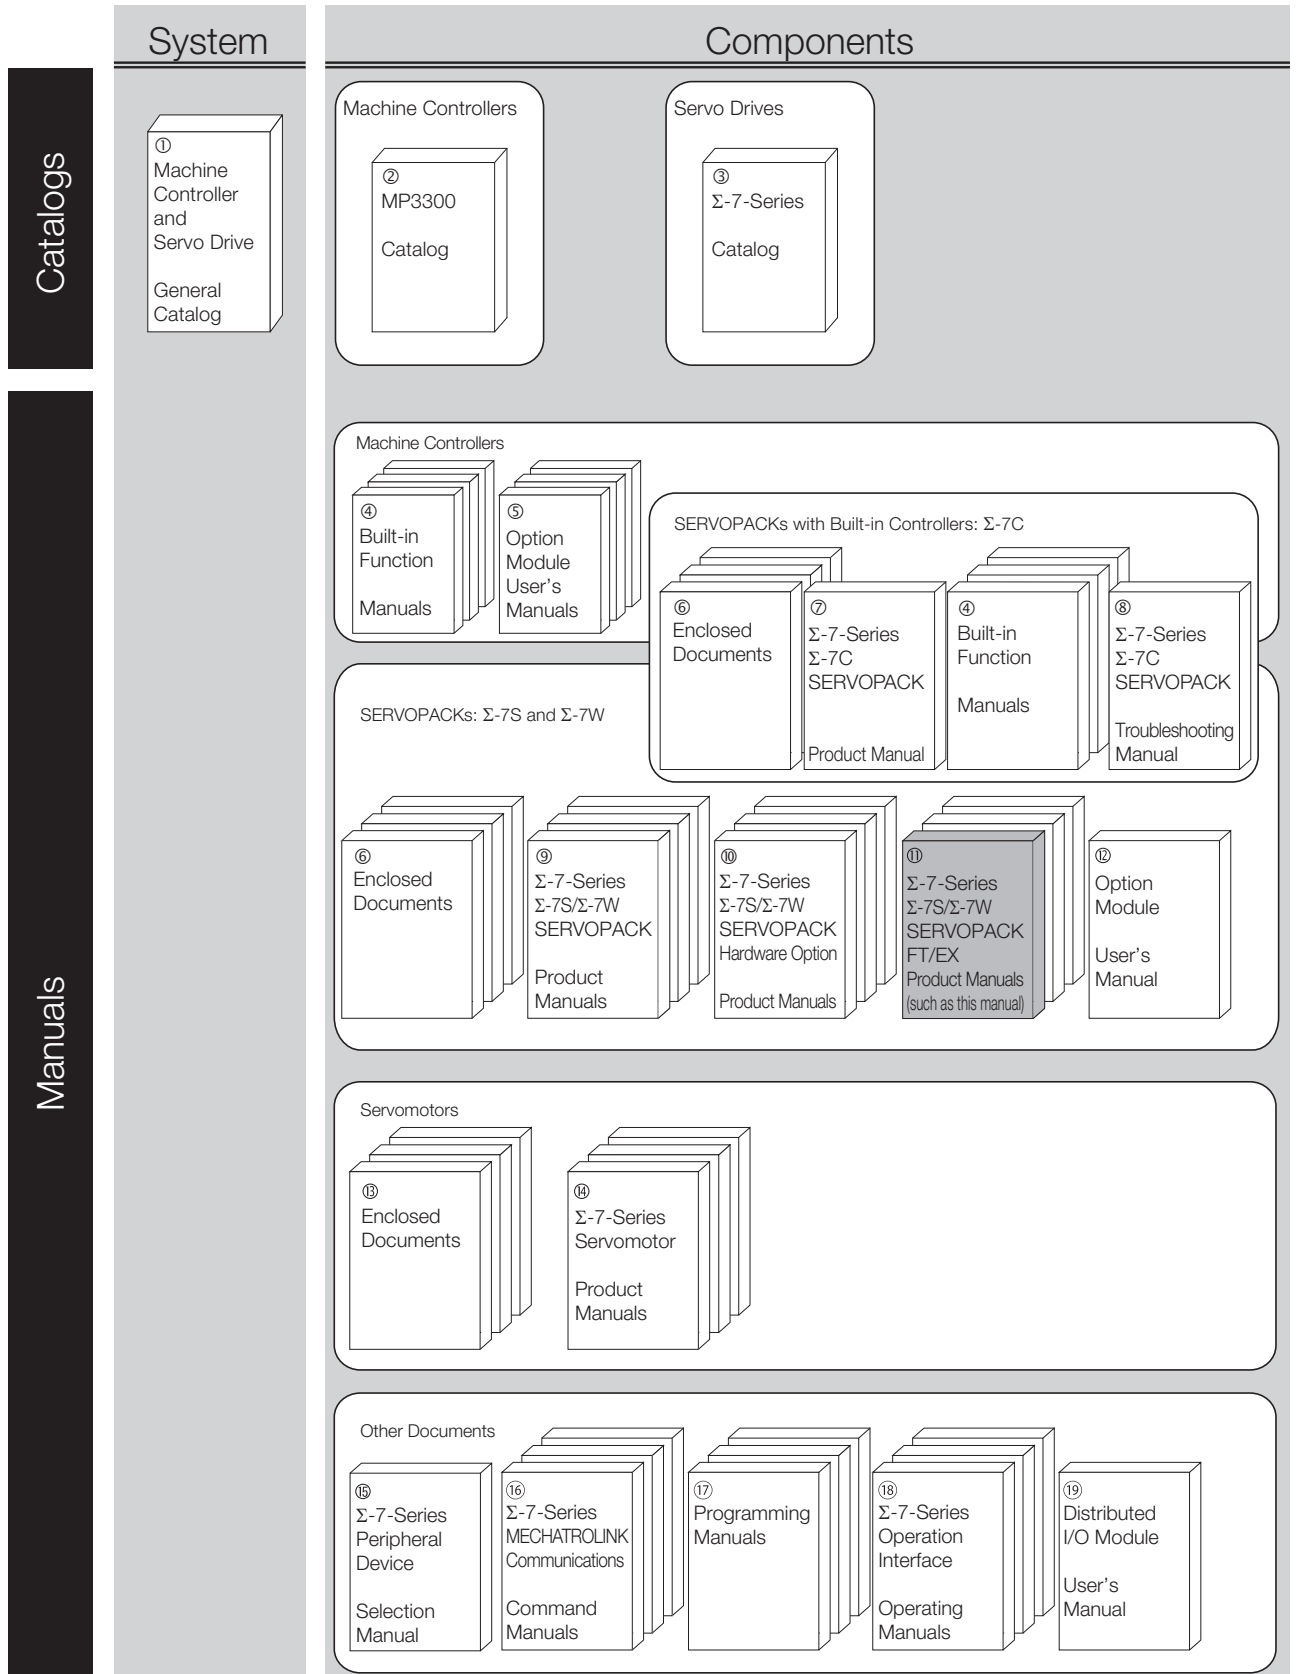 System
Components
Catalogs
①
Machine
Controller
and
Servo Drive
General
Catalog
Machine Controllers
②
MP3300
Catalog
Servo Drives
③
Σ-7-Series
Catalog
Manuals
Machine Controllers
④
Built-in
Function
Manuals
⑤
Option
Module
User's
Manuals
SERVOPACKs with Built-in Controllers: Σ-7C
⑥
Enclosed
Documents
⑦
Σ-7-Series
Σ-7C
SERVOPACK
Product Manual
④
Built-in
Function
Manuals
⑧
Σ-7-Series
Σ-7C
SERVOPACK
Troubleshooting
Manual
SERVOPACKs: Σ-7S and Σ-7W
⑥
Enclosed
Documents
⑨
Σ-7-Series
Σ-7S/Σ-7W
SERVOPACK
Product
Manuals
⑩
Σ-7-Series
Σ-7S/Σ-7W
SERVOPACK
Hardware Option
Product Manuals
⑪
Σ-7-Series
Σ-7S/Σ-7W
SERVOPACK
FT/EX
Product Manuals
(such as this manual)
⑫
Option
Module
User's
Manual
Servomotors
⑬
Enclosed
Documents
⑭
Σ-7-Series
Servomotor
Product
Manuals
Other Documents
⑮
Σ-7-Series
Peripheral
Device
Selection
Manual
⑯
Σ-7-Series
MECHATROLINK
Communications
Command
Manuals
⑰
Programming
Manuals
⑱
Σ-7-Series
Operation
Interface
Operating
Manuals
⑲
Distributed
I/O Module
User's
Manual